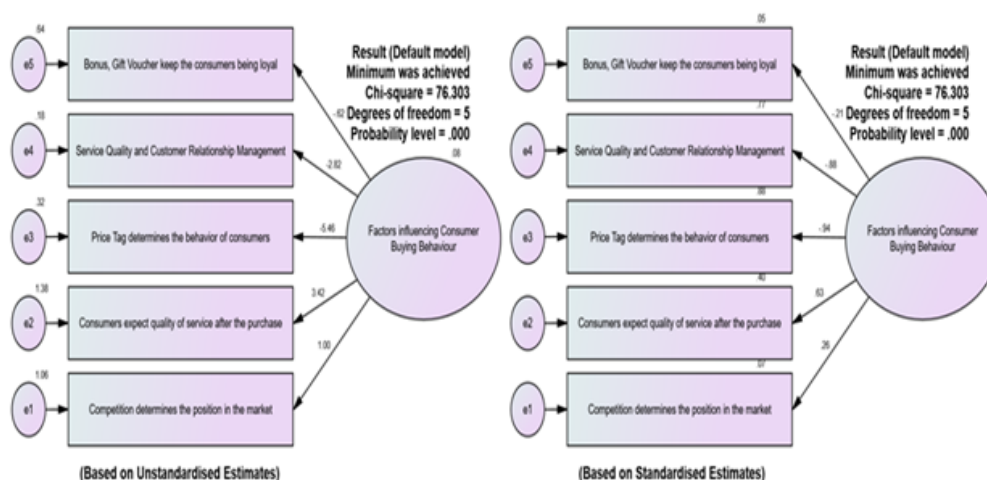 .64
e5
Bonus, Gift Voucher keep the consumers being loyal
Result (Default model)
Minimum was achieved
Chi-square = 76.303
Degrees of freedom = 5
Probability level = .000
-.62
.08
.18
e4
Service Quality and Customer Relationship Management
-2.82
.32
e3
Price Tag determines the behavior of consumers
-5.46
Factors influencing Consumer
Buying Behaviour
1.38
e2
Consumers expect quality of service after the purchase
3.42
1.06
e1
Competition determines the position in the market
1.00
(Based on Unstandardised Estimates)
.05
e5
Bonus, Gift Voucher keep the consumers being loyal
Result (Default model)
Minimum was achieved
Chi-square = 76.303
Degrees of freedom = 5
Probability level = .000
-.21
.77
e4
Service Quality and Customer Relationship Management
-.88
.88
e3
Price Tag determines the behavior of consumers
-.94
Factors influencing Consumer
Buying Behaviour
.40
e2
Consumers expect quality of service after the purchase
.63
.07
e1
Competition determines the position in the market
.26
(Based on Standardised Estimates)